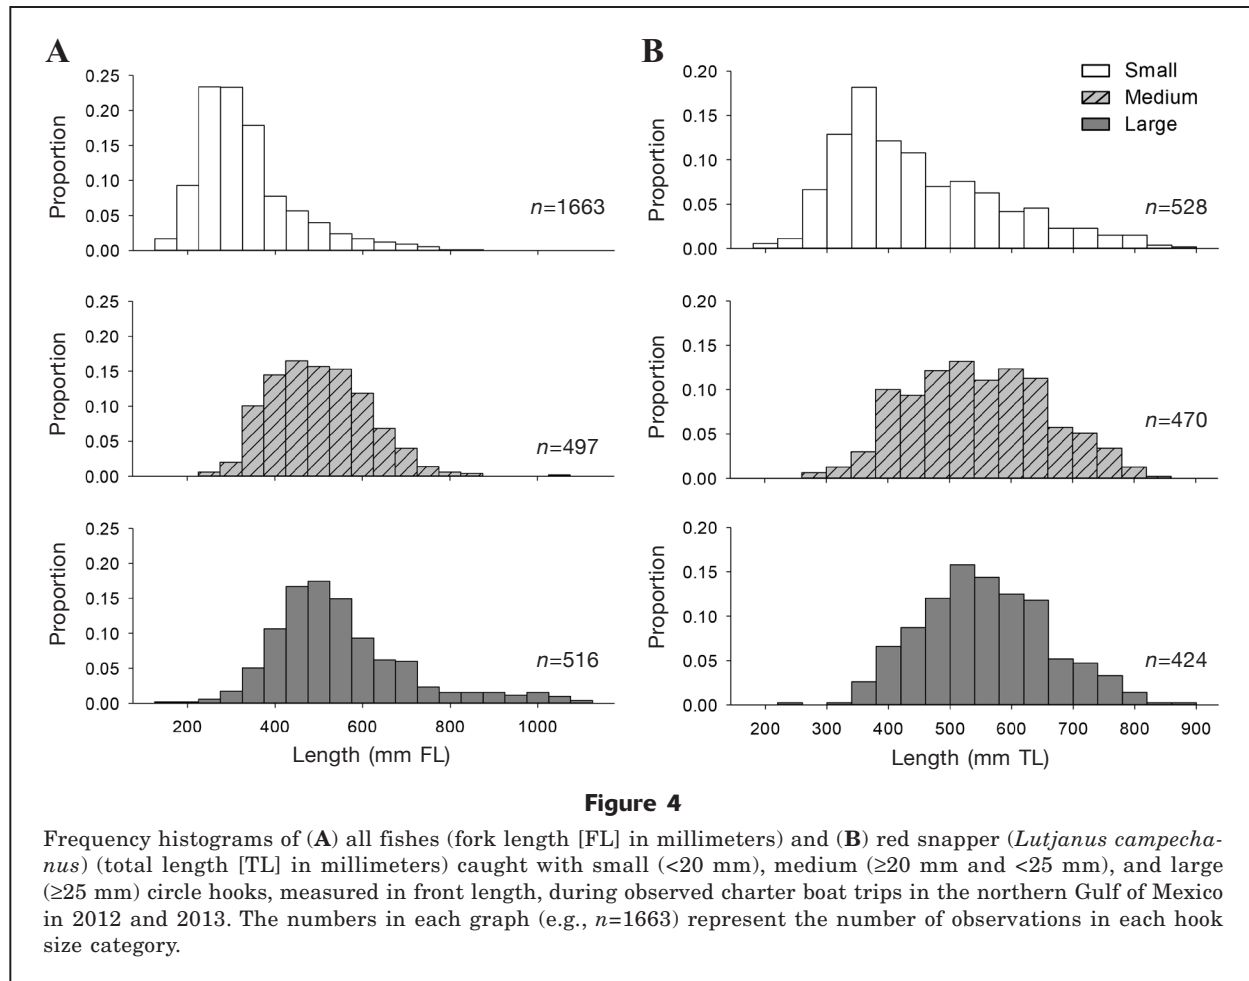 A
0.25
0.20
0.15
0.10
0.05
0.00
Proportion
n=1663
0.25
0.20
0.15
0.10
0.05
0.00
Proportion
n=497
0.25
0.20
0.15
0.10
0.05
0.00
Proportion
n=516
200 400 600 800 1000
Length (mm FL)
B
Small
Medium
Large
0.20
0.15
0.10
0.05
0.00
Proportion
n=528
0.20
0.15
0.10
0.05
0.00
Proportion
n=470
0.20
0.15
0.10
0.05
0.00
Proportion
n=424
200 300 400 500 600 700 800 900
Length (mm TL)
Figure 4
Frequency histograms of (A) all fishes (fork length [FL] in millimeters) and (B) red snapper (Lutjanus campecha-
nus) (total length [TL] in millimeters) caught with small (<20 mm), medium (≥20 mm and <25 mm), and large
(≥25 mm) circle hooks, measured in front length, during observed charter boat trips in the northern Gulf of Mexico
in 2012 and 2013. The numbers in each graph (e.g., n=1663) represent the number of observations in each hook
size category.